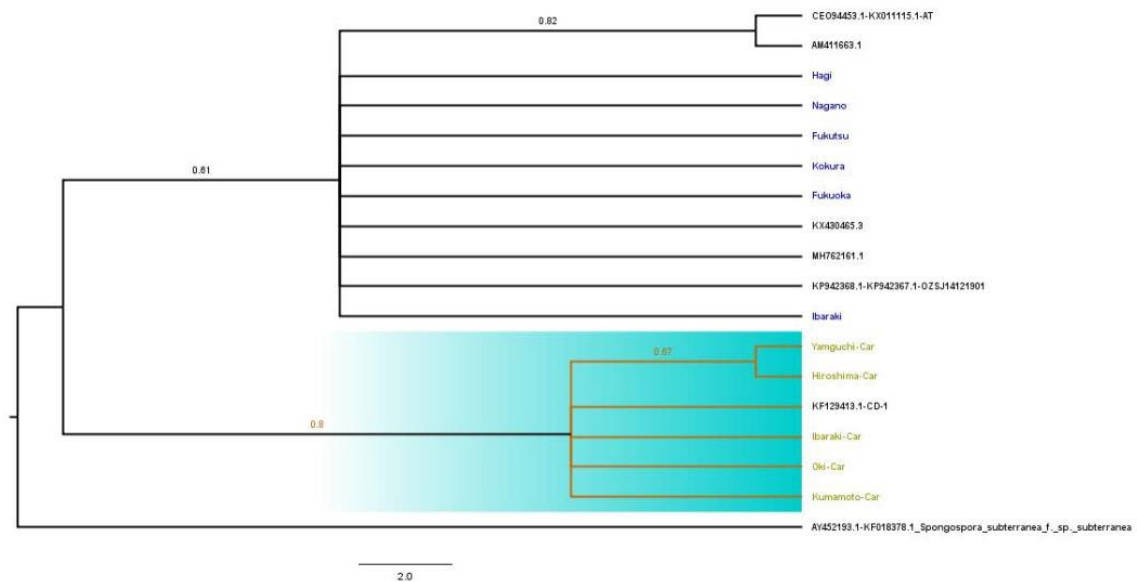 0.82
CEO94453.1-KX011115.1-AT
AM411663.1
Hagi
Nagano
Fukutsu
Kokura
0.61
Fukuoka
KX430465.3
MH762161.1
KP942368.1-KP942367.1-OZSJ14121901
Ibaraki
Yamguchi-Car
0.67
Hiroshima-Car
KF129413.1-CD-1
0.8
Ibaraki-Car
Oki-Car
Kumamoto-Car
AY452193.1-KF018378.1_Spongospora_subterranea_f._sp._subterranea
2.0